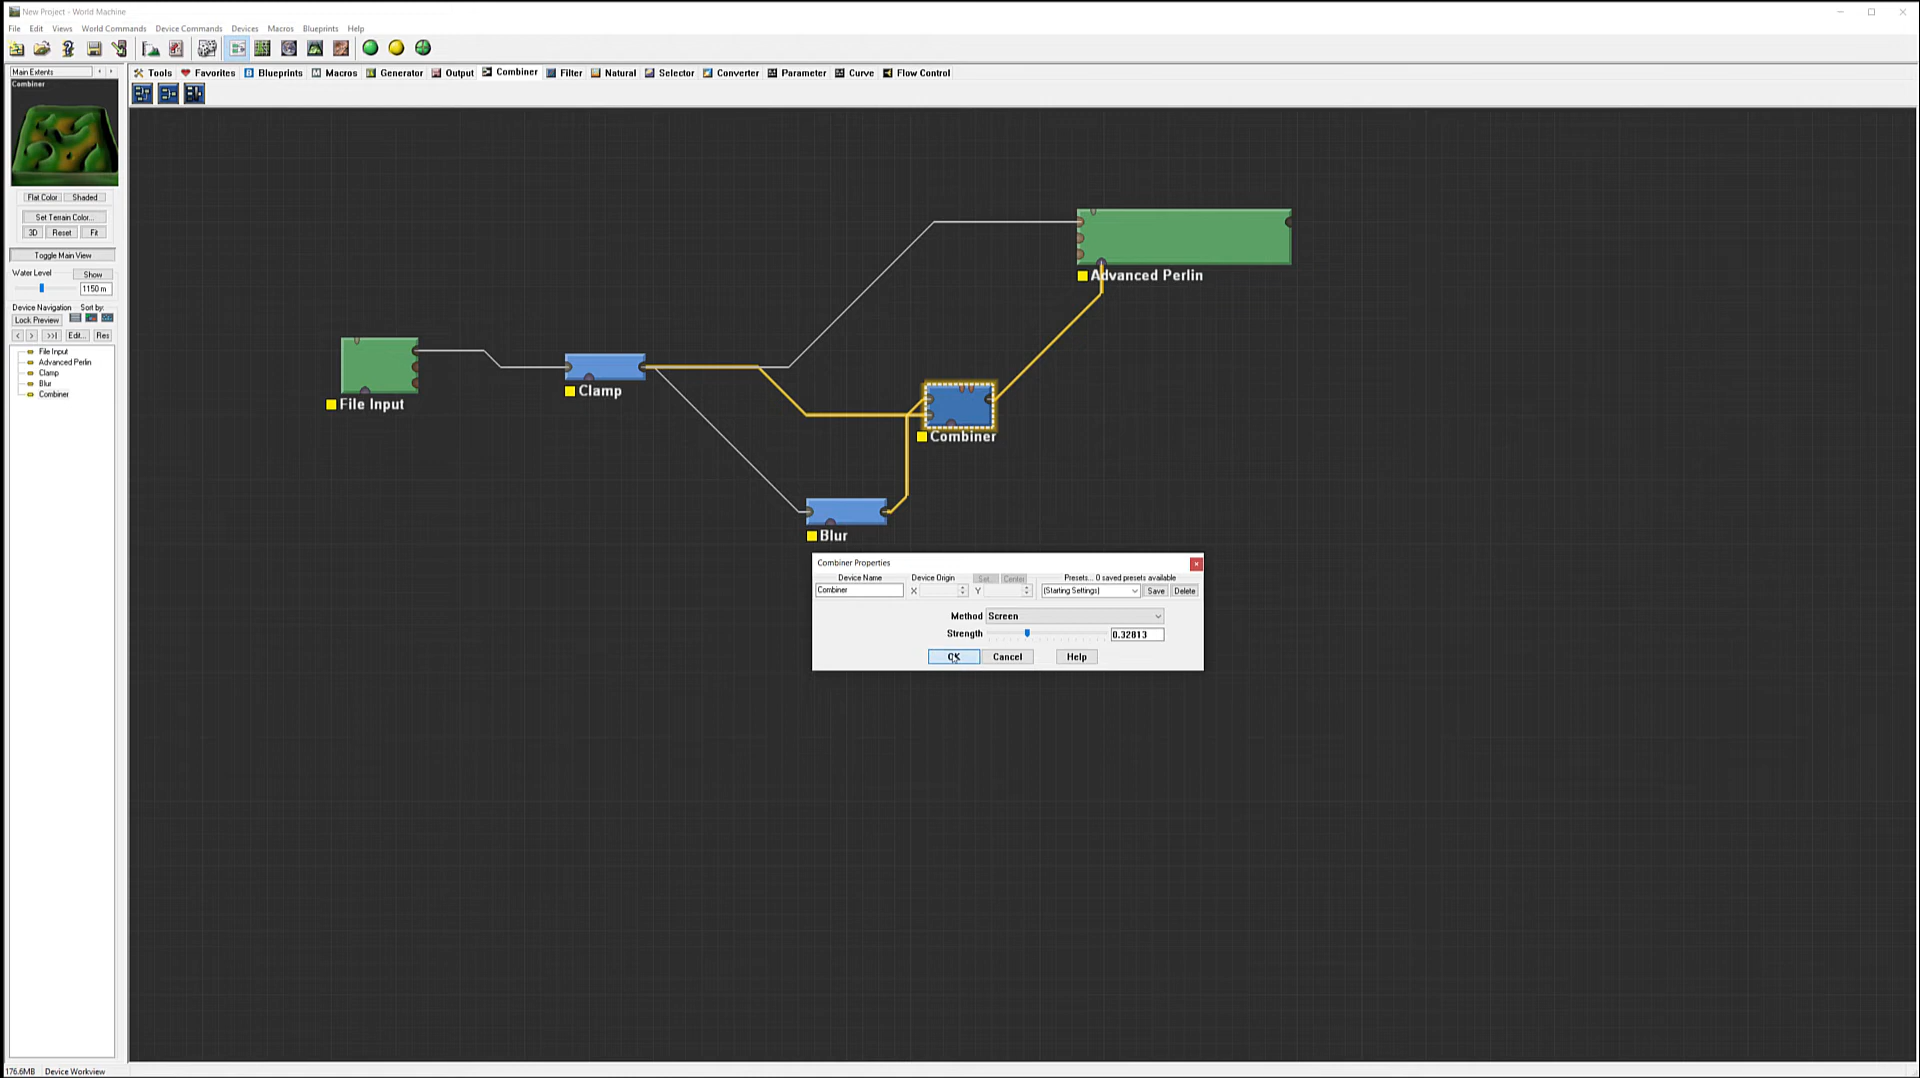 New Project - World Machine
File Edit Views World Commands Device Commands Devices Macros Blueprints Help
Main Extents
Tools Favorites Blueprints Macros Generator Output Combiner Filter Natural Selector Converter Parameter Curve Flow Control
Combiner
Flat Color Shaded
Set Terrain Color...
3D Reset Fit
Toggle Main View
Water Level Show
1150 m
Device Navigation Sort by:
Lock Preview
< > >>| Edit... Res
File Input
Advanced Perlin
Clamp
Blur
Combiner
Advanced Perlin
File Input
Clamp
Combiner
Blur
Combiner Properties
Device Name Device Origin Set... Center Presets... 0 saved presets available
Combiner X Y (Starting Settings) Save Delete
Method Screen
Strength 0.32813
OK Cancel Help
176.6MB Device Workview